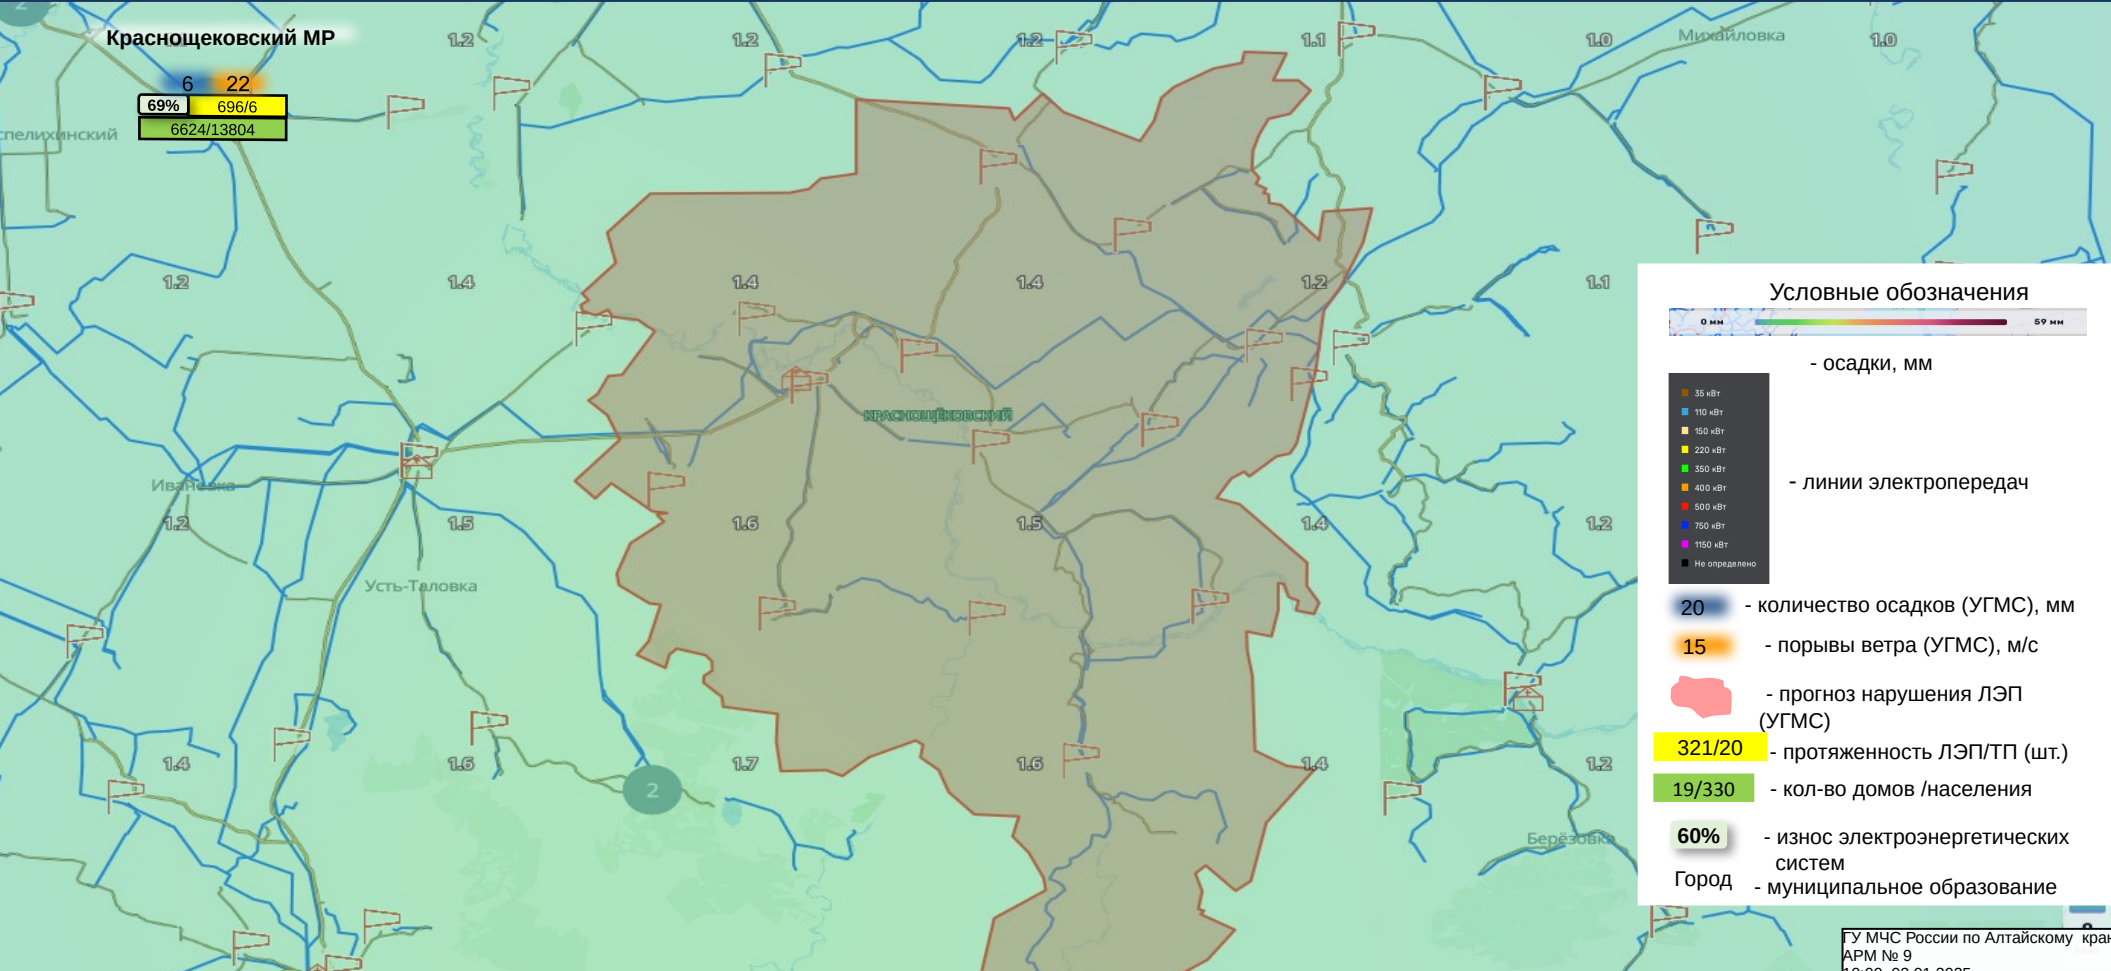 2
Краснощековский МР
1.2
1.2
1.2
1.1
1.0
Михайловка
1.0
6 22
69% 696/6
6624/13804
спелихинский
1.2
1.4
1.4
1.4
1.2
1.1
КРАСНОЩЁКОВСКИЙ
Ивановка
1.2
1.5
1.6
1.5
1.4
1.2
Усть-Таловка
1.4
1.6
1.7
1.6
1.4
1.2
2
Берёзовка
Условные обозначения
0 мм 59 мм
- осадки, мм
35 кВт
110 кВт
150 кВт
220 кВт
350 кВт
400 кВт
500 кВт
750 кВт
1150 кВт
Не определено
- линии электропередач
20 - количество осадков (УГМС), мм
15 - порывы ветра (УГМС), м/с
- прогноз нарушения ЛЭП
(УГМС)
321/20 - протяженность ЛЭП/ТП (шт.)
19/330 - кол-во домов /населения
60% - износ электроэнергетических
систем
Город - муниципальное образование
ГУ МЧС России по Алтайскому кра
АРМ № 9